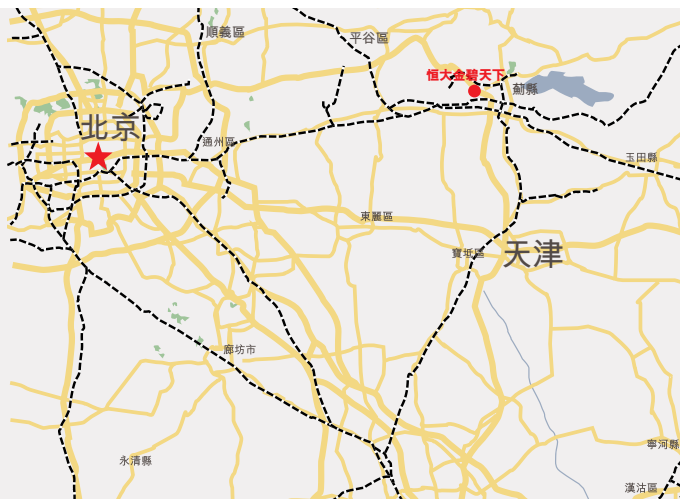 順義區
平谷區
恒大金碧天下
薊縣
北京
通州區
玉田縣
東麗區
寶坻區
天津
廊坊市
寧河縣
永清縣
漢沽區